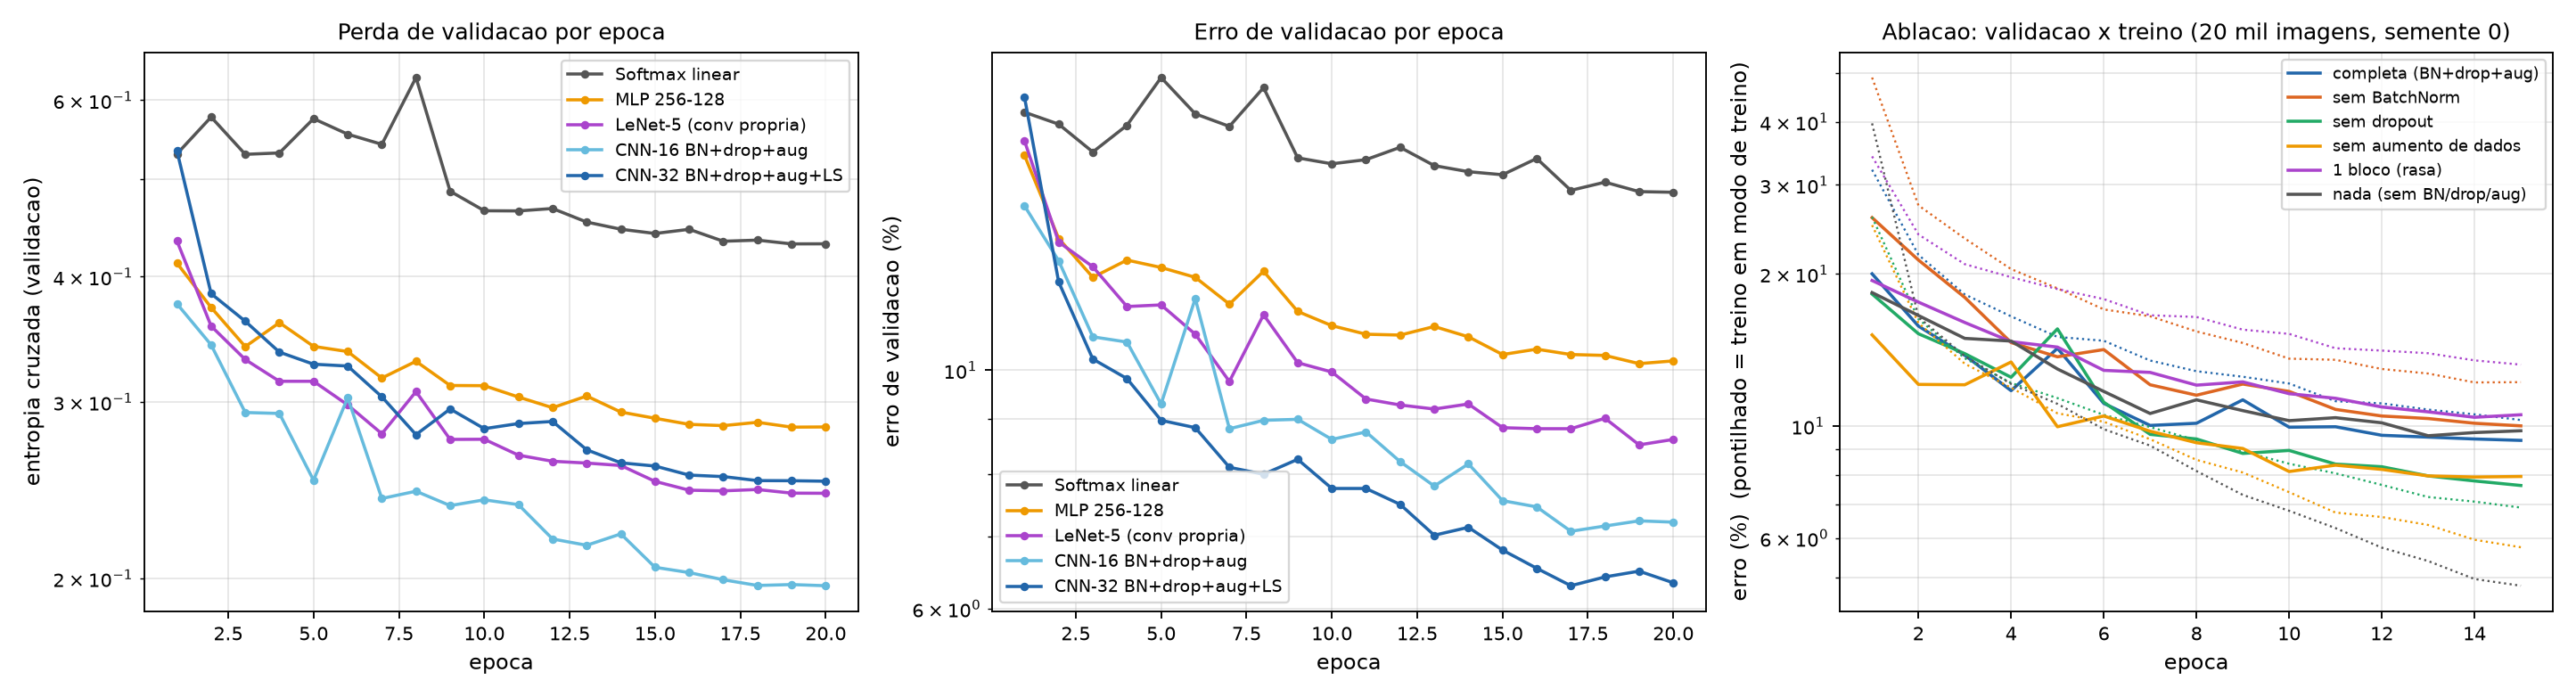 Perda de validacao por epoca
entropia cruzada (validacao)
6 × 10⁻¹
4 × 10⁻¹
3 × 10⁻¹
2 × 10⁻¹
Softmax linear
MLP 256-128
LeNet-5 (conv propria)
CNN-16 BN+drop+aug
CNN-32 BN+drop+aug+LS
2.5 5.0 7.5 10.0 12.5 15.0 17.5 20.0
epoca
Erro de validacao por epoca
erro de validacao (%)
10¹
6 × 10⁰
Softmax linear
MLP 256-128
LeNet-5 (conv propria)
CNN-16 BN+drop+aug
CNN-32 BN+drop+aug+LS
2.5 5.0 7.5 10.0 12.5 15.0 17.5 20.0
epoca
Ablacao: validacao x treino (20 mil imagens, semente 0)
erro (%) (pontilhado = treino em modo de treino)
4 × 10¹
3 × 10¹
2 × 10¹
10¹
6 × 10⁰
completa (BN+drop+aug)
sem BatchNorm
sem dropout
sem aumento de dados
1 bloco (rasa)
nada (sem BN/drop/aug)
2 4 6 8 10 12 14
epoca